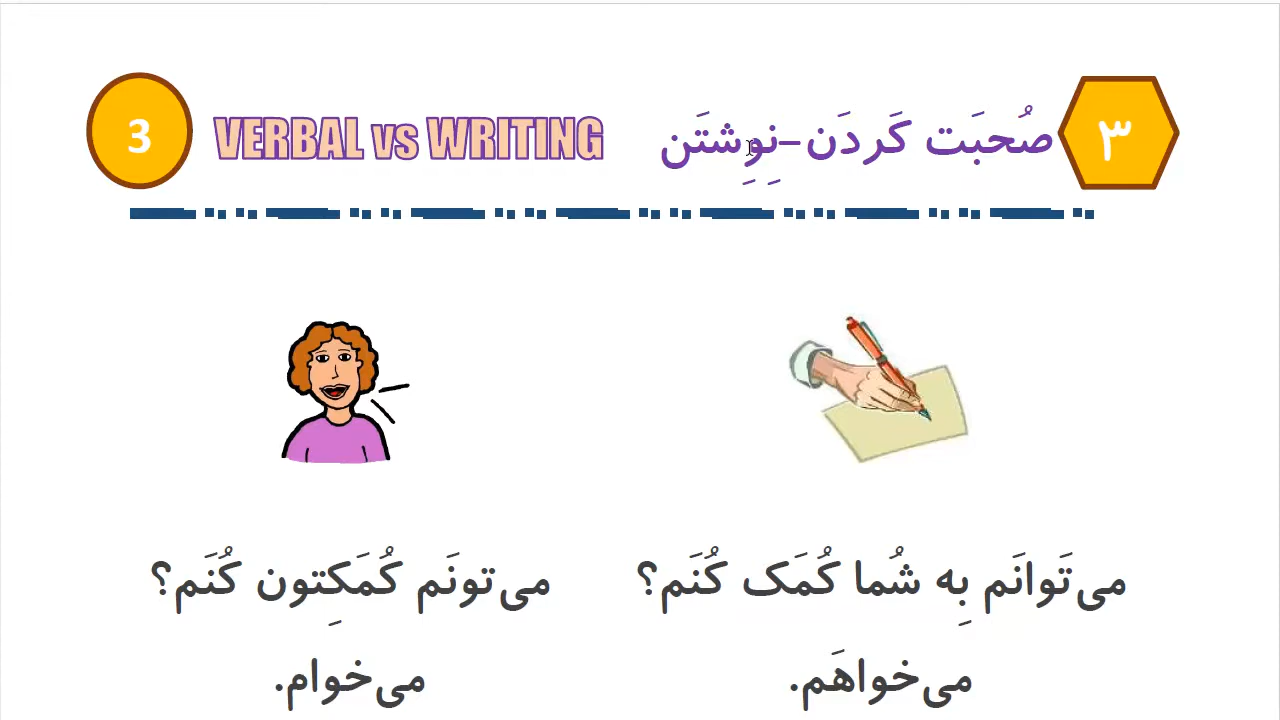 3 VERBAL vs WRITING صُحبَت کَردَن-نِوِشتَن ۳
می‌تَوانَم بِه شُما کُمَک کُنَم؟ می‌تونَم کُمَکِتون کُنَم؟
می‌خواهَم. می‌خوام.